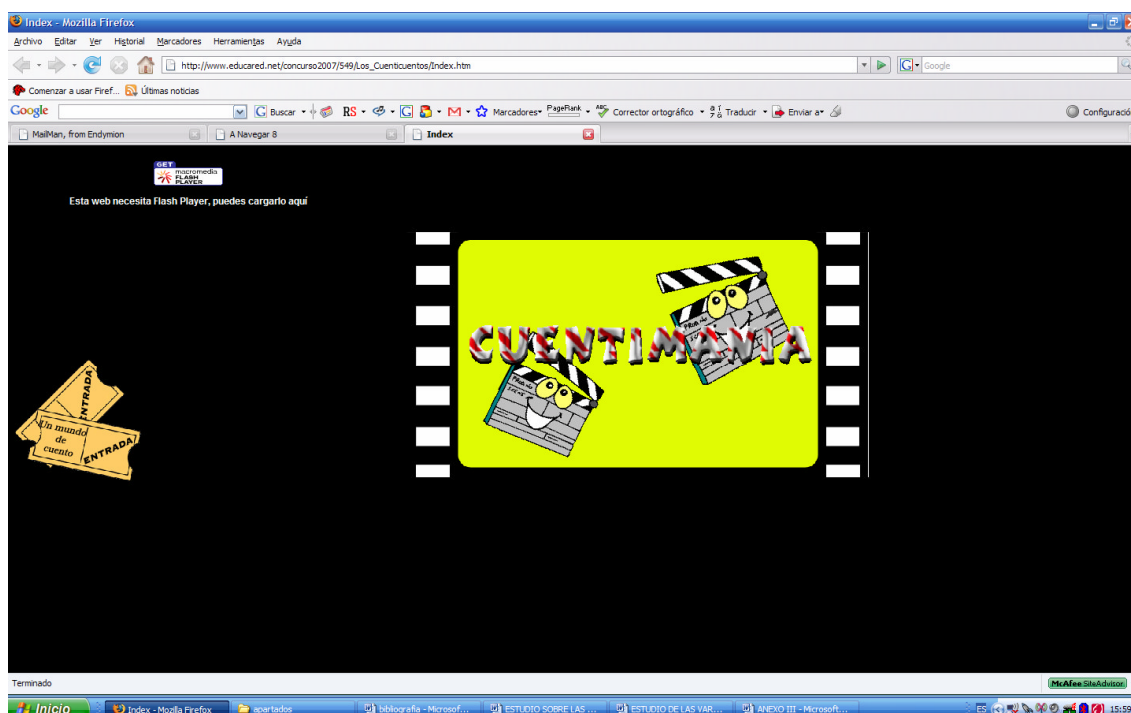 Index - Mozilla Firefox
Archivo Editar Ver Historial Marcadores Herramientas Ayuda
http://www.educared.net/concurso2007/549/Los_Cuenticuentos/Index.htm
Google
Comenzar a usar Firef... Últimas noticias
Google Buscar RS Marcadores PageRank Corrector ortográfico Traducir Enviar a Configuració
MailMan, from Endymion A Navegar 8 Index
GET
macromedia
FLASH
PLAYER
Esta web necesita Flash Player, puedes cargarlo aquí
CUENTIMANIA
ENTRADA
Un mundo
de
cuento
ENTRADA
Terminado
McAfee SiteAdvisor
Inicio Index - Mozilla Firefox apartados bibliografia - Microsof... ESTUDIO SOBRE LAS ... ESTUDIO DE LAS VAR... ANEXO III - Microsoft... ES 15:59